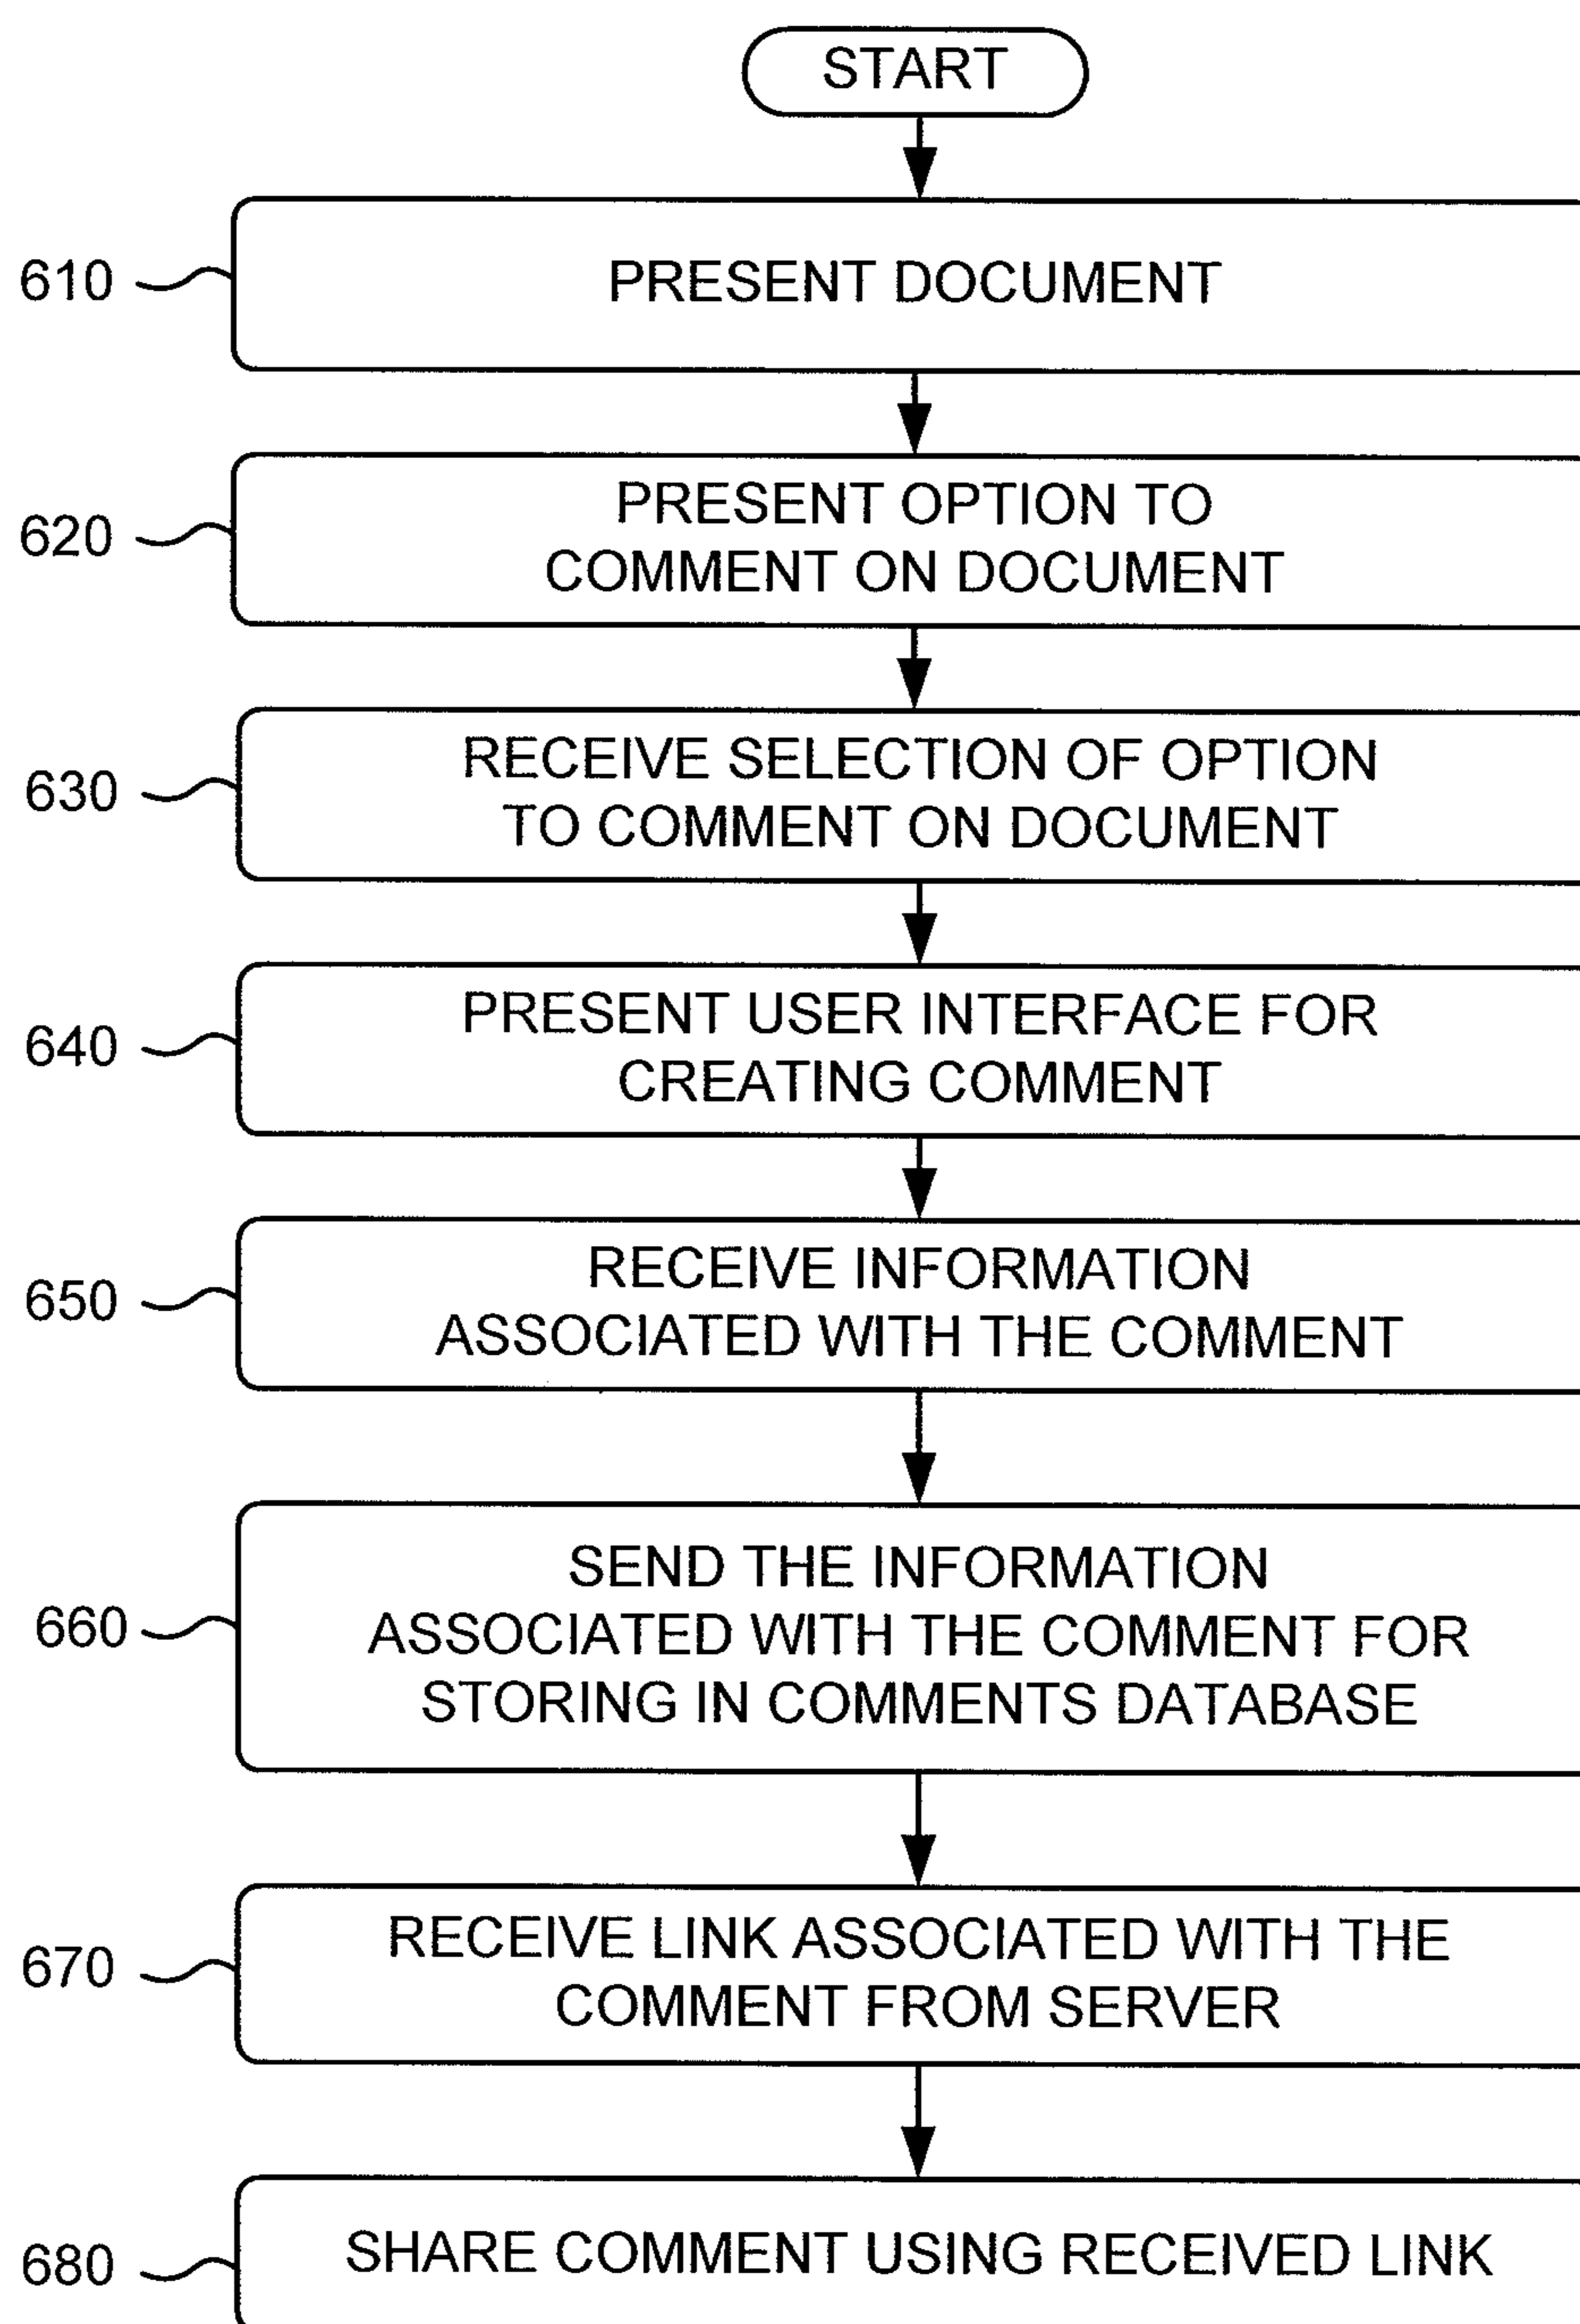 START
610
PRESENT DOCUMENT
620
PRESENT OPTION TO
COMMENT ON DOCUMENT
630
RECEIVE SELECTION OF OPTION
TO COMMENT ON DOCUMENT
640
PRESENT USER INTERFACE FOR
CREATING COMMENT
650
RECEIVE INFORMATION
ASSOCIATED WITH THE COMMENT
660
SEND THE INFORMATION
ASSOCIATED WITH THE COMMENT FOR
STORING IN COMMENTS DATABASE
670
RECEIVE LINK ASSOCIATED WITH THE
COMMENT FROM SERVER
680
SHARE COMMENT USING RECEIVED LINK